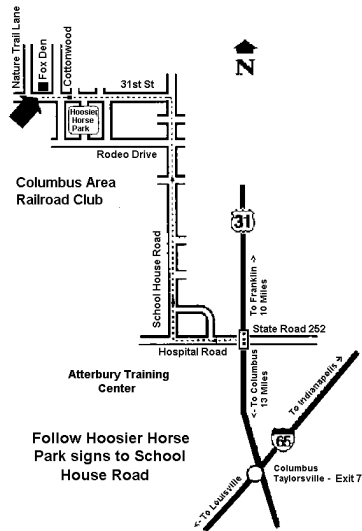 Nature Trail Lane
Fox Den
Cottonwood
31st St
N
Hoosier
Horse
Park
Rodeo Drive
Columbus Area
Railroad Club
31
School House Road
To Franklin ->
10 Miles
State Road 252
Hospital Road
Atterbury Training
Center
<- To Columbus
13 Miles
To Indianapolis ->
65
Follow Hoosier Horse
Park signs to School
House Road
Columbus
Taylorsville - Exit 7
<- To Louisville